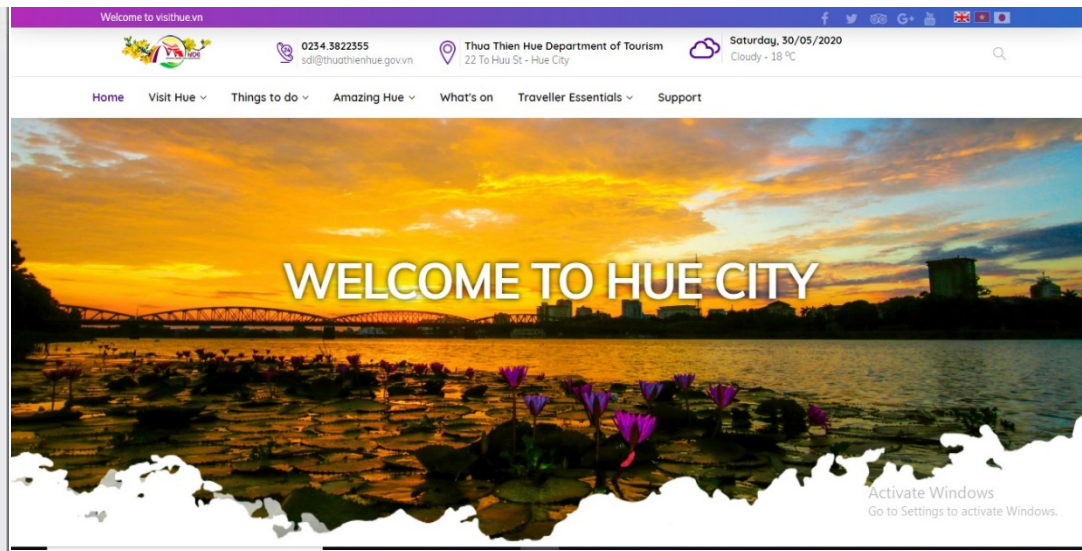 Welcome to visithue.vn
0234.3822355
sdl@thuathienhue.gov.vn
Thua Thien Hue Department of Tourism
22 To Huu St - Hue City
Saturday, 30/05/2020
Cloudy - 18 ºC
Home Visit Hue Things to do Amazing Hue What's on Traveller Essentials Support
WELCOME TO HUE CITY
Activate Windows
Go to Settings to activate Windows.